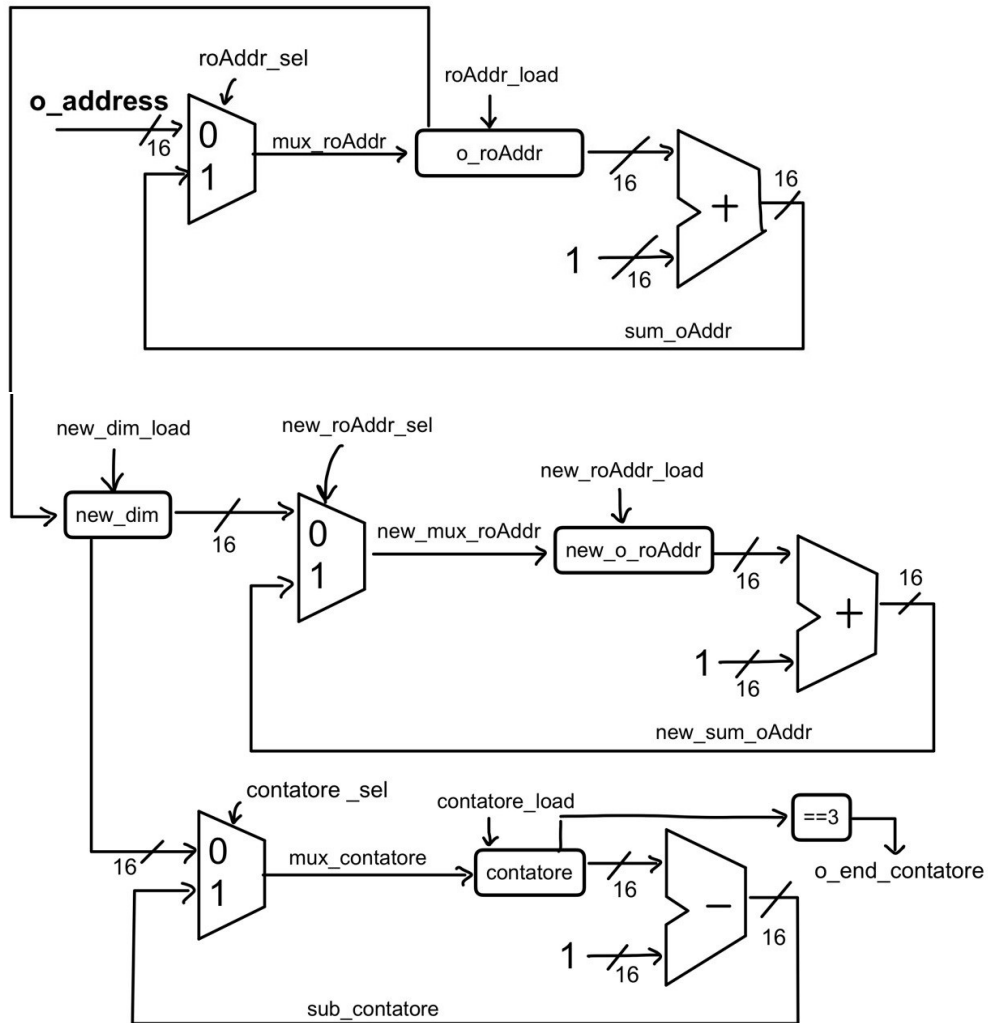 roAddr_sel
roAddr_load
o_address
16
0
1
mux_roAddr
o_roAddr
16
1
16
+
16
sum_oAddr
new_dim_load
new_roAddr_sel
new_roAddr_load
new_dim
16
0
1
new_mux_roAddr
new_o_roAddr
16
1
16
+
16
new_sum_oAddr
contatore _sel
contatore_load
16
0
1
mux_contatore
contatore
16
1
16
−
16
==3
o_end_contatore
sub_contatore